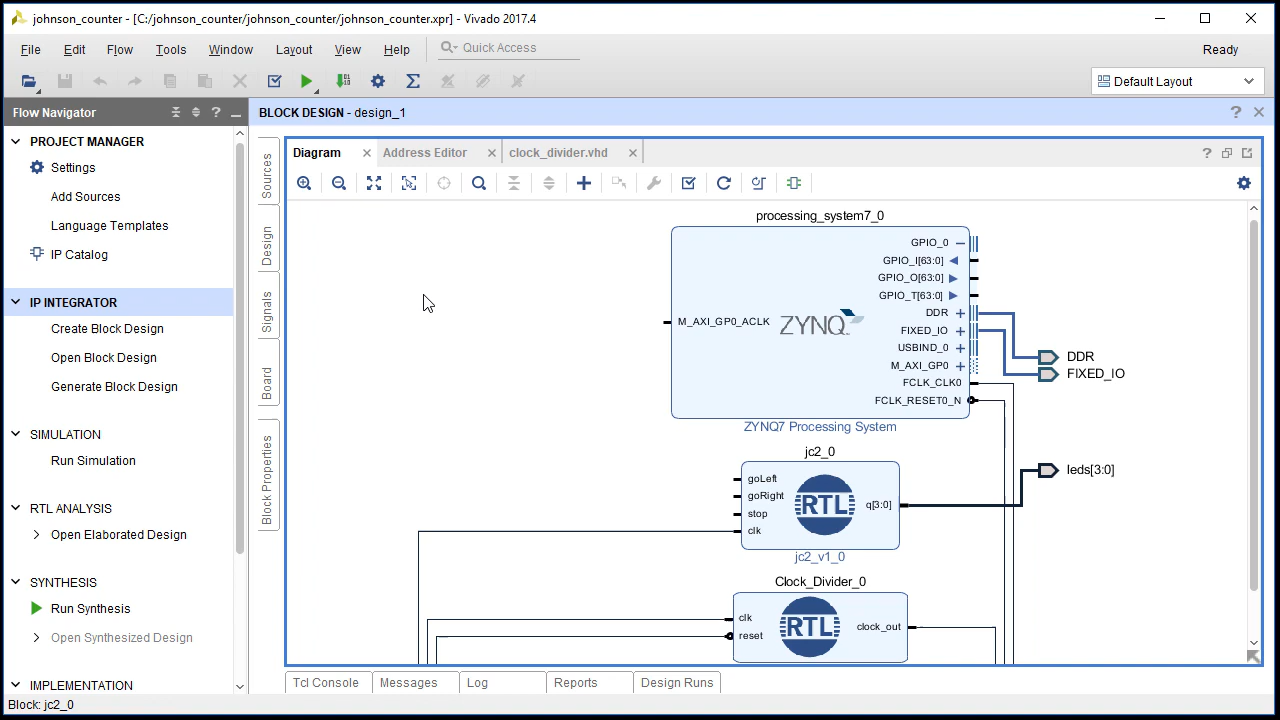 johnson_counter - [C:/johnson_counter/johnson_counter/johnson_counter.xpr] - Vivado 2017.4
File Edit Flow Tools Window Layout View Help Quick Access Ready
Default Layout
Flow Navigator
BLOCK DESIGN - design_1
PROJECT MANAGER
Settings
Add Sources
Language Templates
IP Catalog
IP INTEGRATOR
Create Block Design
Open Block Design
Generate Block Design
SIMULATION
Run Simulation
RTL ANALYSIS
Open Elaborated Design
SYNTHESIS
Run Synthesis
Open Synthesized Design
IMPLEMENTATION
Sources
Design
Signals
Board
Block Properties
Diagram Address Editor clock_divider.vhd
processing_system7_0
GPIO_0
GPIO_I[63:0]
GPIO_O[63:0]
GPIO_T[63:0]
DDR
FIXED_IO
USBIND_0
M_AXI_GP0
FCLK_CLK0
FCLK_RESET0_N
M_AXI_GP0_ACLK
ZYNQ
ZYNQ7 Processing System
DDR
FIXED_IO
jc2_0
goLeft
goRight
stop
clk
RTL
q[3:0]
leds[3:0]
jc2_v1_0
Clock_Divider_0
clk
reset
RTL
clock_out
Tcl Console Messages Log Reports Design Runs
Block: jc2_0